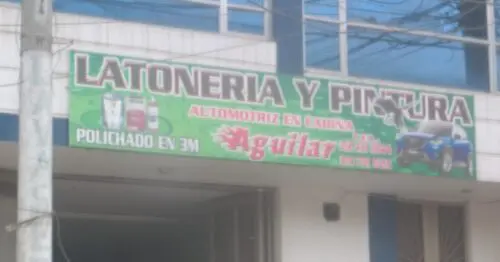 LATONERIA Y PINTURA
AUTOMOTRIZ EN CABINA
POLICHADO EN 3M
Aguilar